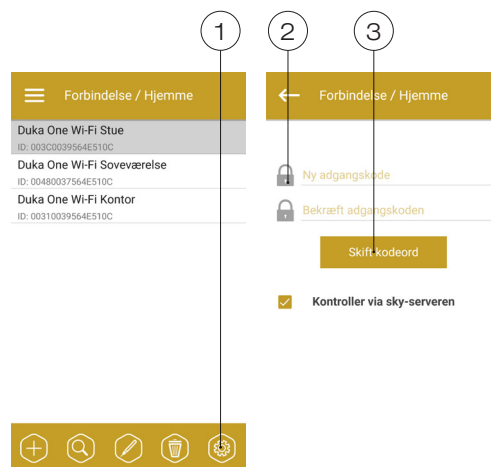 1
2
3
Forbindelse / Hjemme
Duka One Wi-Fi Stue
ID: 003C0039564E510C
Duka One Wi-Fi Soveværelse
ID: 00480037564E510C
Duka One Wi-Fi Kontor
ID: 00310039564E510C
Forbindelse / Hjemme
Ny adgangskode
Bekræft adgangskoden
Skift kodeord
Kontroller via sky-serveren